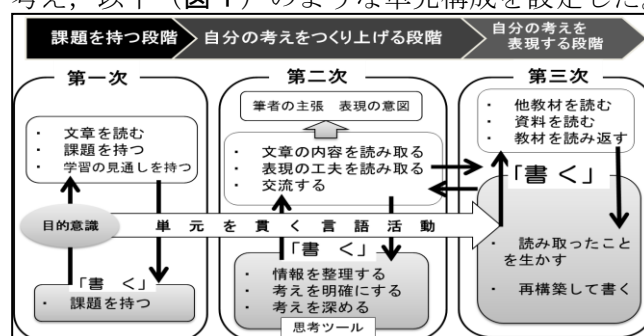 考え，以下（図１）のような単元構成を設定した。
課題を持つ段階
自分の考えをつくり上げる段階
自分の考えを
表現する段階
第一次
・ 文章を読む
・ 課題を持つ
・ 学習の見通しを持つ
目的意識
「書 く」
・ 課題を持つ
第二次
筆者の主張 表現の意図
・ 文章の内容を読み取る
・ 表現の工夫を読み取る
・ 交流する
単 元 を 貫 く 言 語 活 動
「書 く」
・ 情報を整理する
・ 考えを明確にする
・ 考えを深める
思考ツール
第三次
・ 他教材を読む
・ 資料を読む
・ 教材を読み返す
「書 く」
・ 読み取ったこと
を生かす
・ 再構築して書く